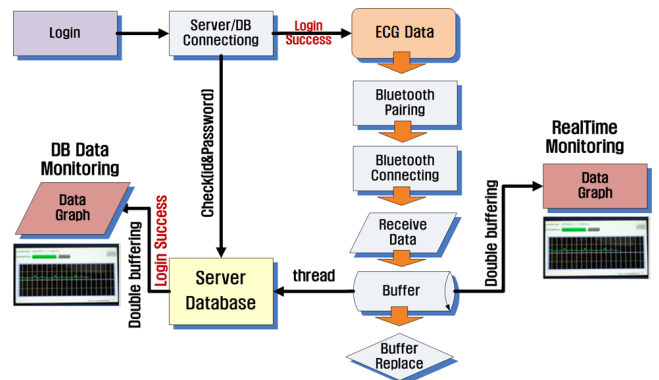 Login
Server/DB
Connectiong
Login
Success
ECG Data
Bluetooth
Pairing
Check(id&Password)
DB Data
Monitoring
RealTime
Monitoring
Bluetooth
Connecting
Data
Graph
Data
Graph
Receive
Data
Double buffering
Login Success
Double buffering
Server
Database
thread
Buffer
Buffer
Replace